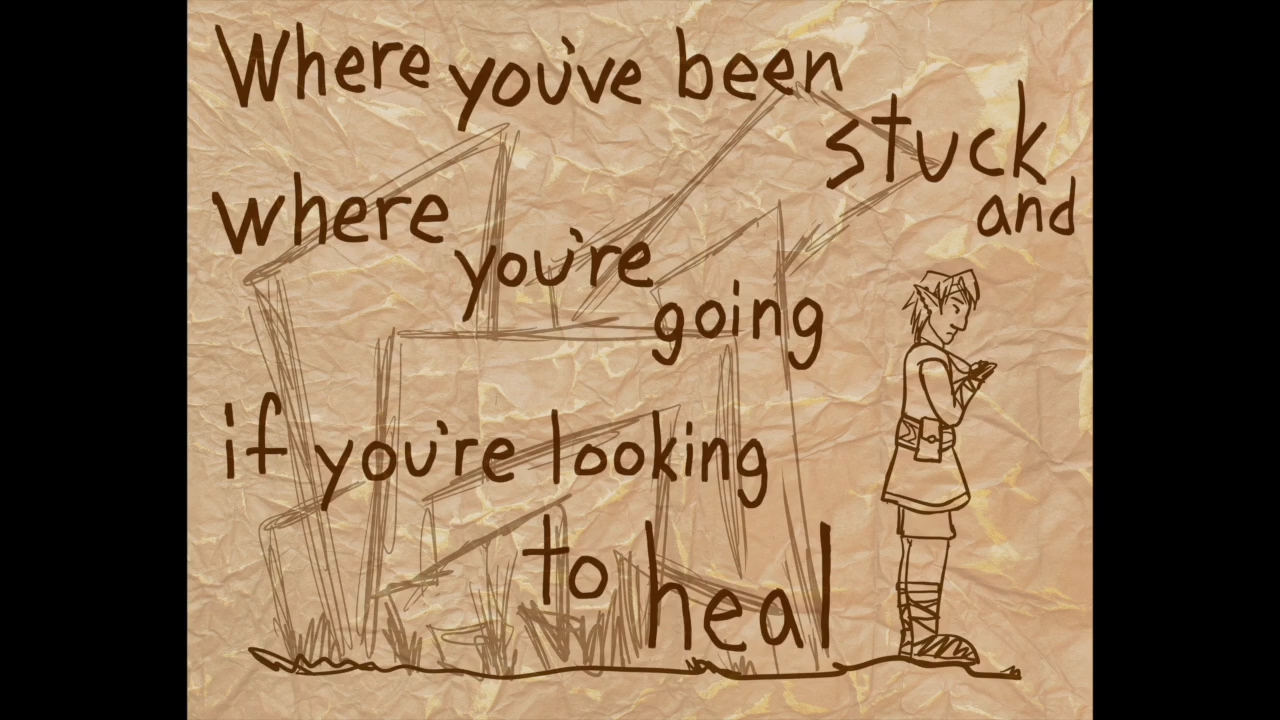 Where you've been
stuck
and
where
you're
going
if you're looking
to heal